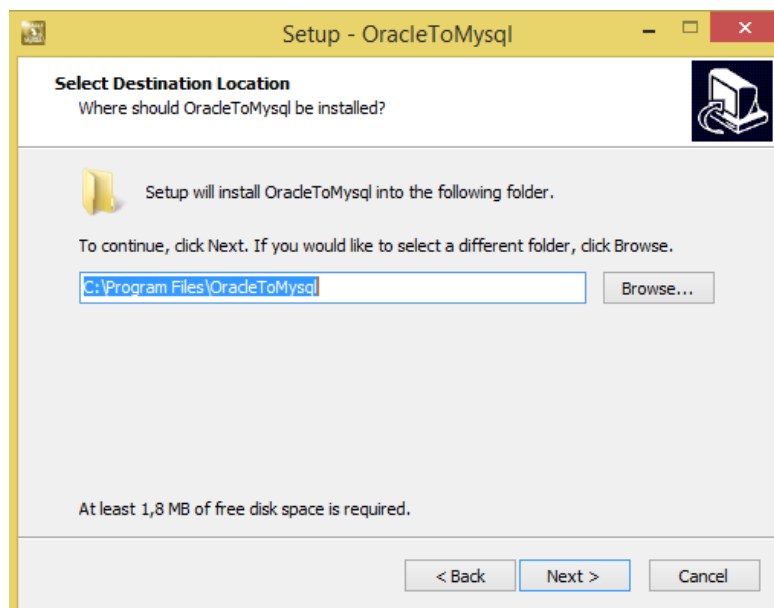 Setup - OracleToMysql
Select Destination Location
Where should OracleToMysql be installed?
Setup will install OracleToMysql into the following folder.
To continue, click Next. If you would like to select a different folder, click Browse.
C:\Program Files\OracleToMysql
Browse...
At least 1,8 MB of free disk space is required.
< Back
Next >
Cancel